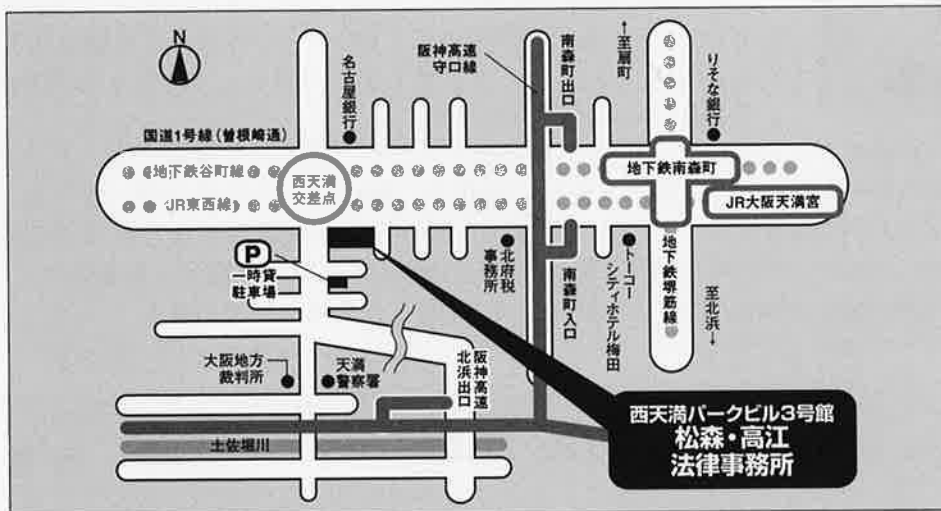 N
名古屋銀行
阪神高速
守口線
南森町出口
←至扇町
りそな銀行
国道1号線(曽根崎通)
地下鉄谷町線
JR東西線
西天満
交差点
地下鉄南森町
JR大阪天満宮
P
一時貸
駐車場
北府税
事務所
南森町入口
トーコー
シティホテル梅田
地下鉄堺筋線
至北浜→
大阪地方
裁判所
天満
警察署
阪神高速
北浜出口
土佐堀川
西天満パークビル3号館
松森・高江
法律事務所